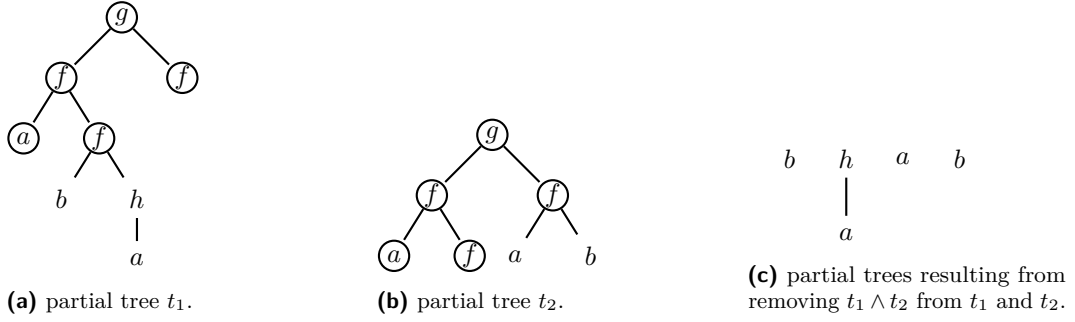 g
f f
a f
b h
a
(a) partial tree t₁.
g
f f
a f a b
(b) partial tree t₂.
b h a b
a
(c) partial trees resulting from
removing t₁ ∧ t₂ from t₁ and t₂.